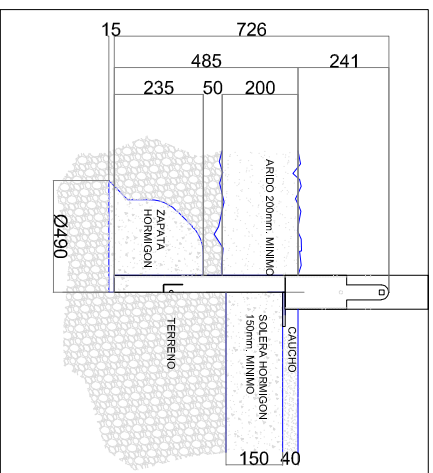 15
726
485
241
235
50
200
ARIDO 200mm. MINIMO
ZAPATA
HORMIGON
Ø490
TERRENO
SOLERA HORMIGON
150mm. MINIMO
CAUCHO
150
40